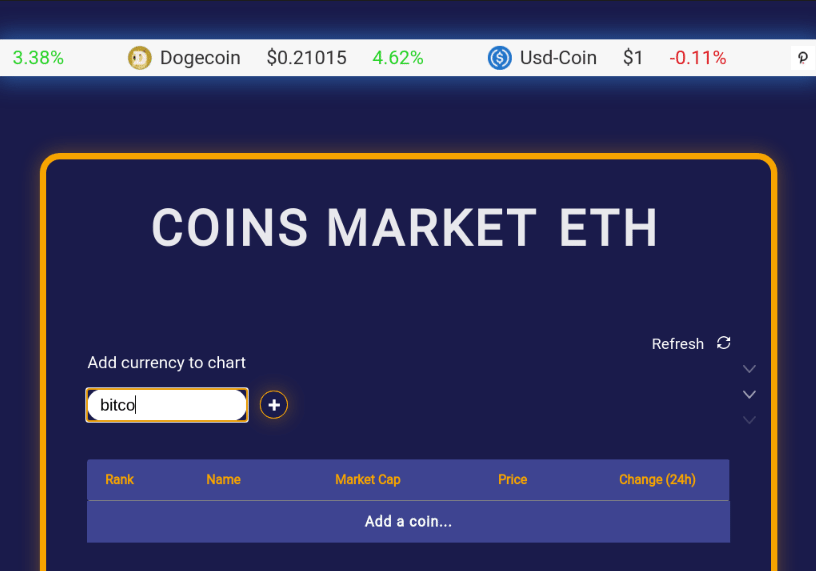 3.38% Dogecoin $0.21015 4.62% Usd-Coin $1 -0.11%
COINS MARKET ETH
Refresh
Add currency to chart
bitco
Rank Name Market Cap Price Change (24h)
Add a coin...